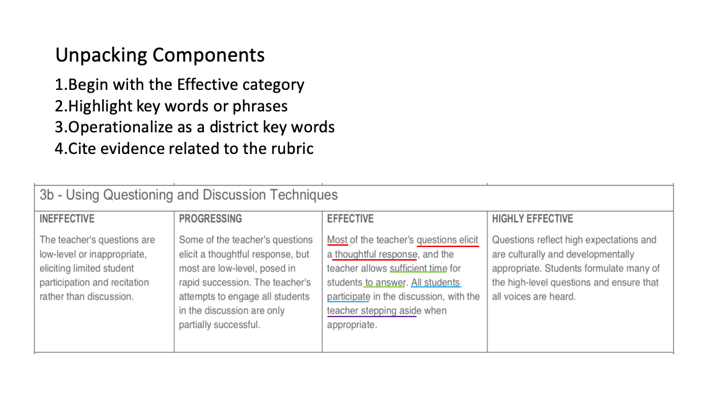 Unpacking Components
1.Begin with the Effective category
2.Highlight key words or phrases
3.Operationalize as a district key words
4.Cite evidence related to the rubric
3b - Using Questioning and Discussion Techniques
INEFFECTIVE
The teacher's questions are
low-level or inappropriate,
eliciting limited student
participation and recitation
rather than discussion.
PROGRESSING
Some of the teacher's questions
elicit a thoughtful response, but
most are low-level, posed in
rapid succession. The teacher's
attempts to engage all students
in the discussion are only
partially successful.
EFFECTIVE
Most of the teacher's questions elicit
a thoughtful response, and the
teacher allows sufficient time for
students to answer. All students
participate in the discussion, with the
teacher stepping aside when
appropriate.
HIGHLY EFFECTIVE
Questions reflect high expectations and
are culturally and developmentally
appropriate. Students formulate many of
the high-level questions and ensure that
all voices are heard.